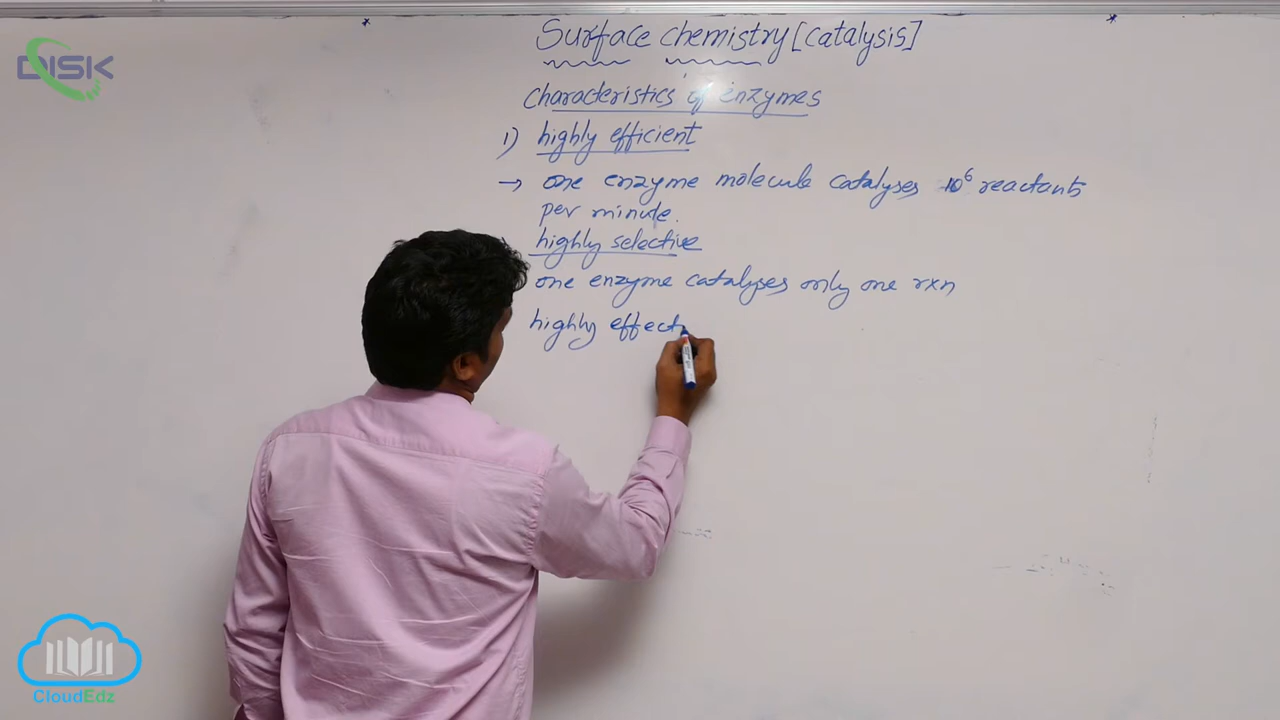 DISK
Surface chemistry [catalysis]
characteristics of enzymes
1) highly efficient
→ one enzyme molecule catalyses 10⁶ reactants
per minute.
highly selective
one enzyme catalyses only one rxn
highly effect
CloudEdz